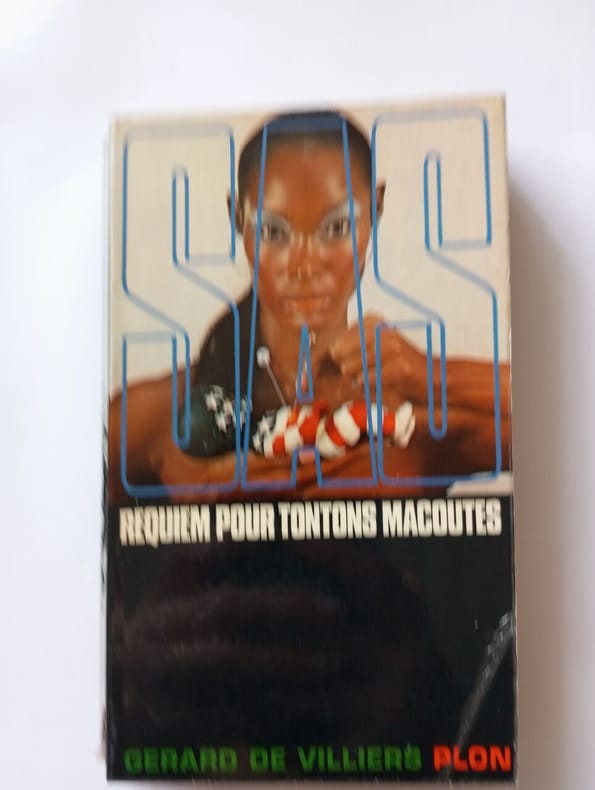 SAS
REQUIEM POUR TONTONS MACOUTES
GERARD DE VILLIERS PLON